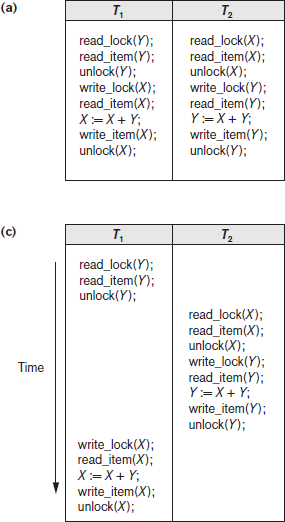 (a)
T₁ T₂
read_lock(Y); read_lock(X);
read_item(Y); read_item(X);
unlock(Y); unlock(X);
write_lock(X); write_lock(Y);
read_item(X); read_item(Y);
X := X + Y; Y := X + Y;
write_item(X); write_item(Y);
unlock(X); unlock(Y);
(c)
T₁ T₂
read_lock(Y);
read_item(Y);
unlock(Y);
read_lock(X);
read_item(X);
unlock(X);
Time
write_lock(Y);
read_item(Y);
Y := X + Y;
write_item(Y);
unlock(Y);
write_lock(X);
read_item(X);
X := X + Y;
write_item(X);
unlock(X);